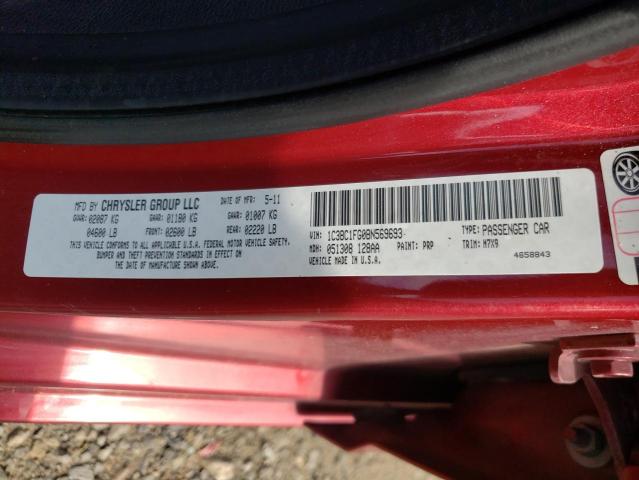 MFD BY CHRYSLER GROUP LLC DATE OF MFR: 5-11
GVWR: 02087 KG GAWR: 01180 KG GAWR: 01007 KG
04600 LB FRONT: 02600 LB REAR: 02220 LB
THIS VEHICLE CONFORMS TO ALL U.S.A. FEDERAL MOTOR VEHICLE SAFETY,
BUMPER AND THEFT PREVENTION STANDARDS IN EFFECT ON
THE DATE OF MANUFACTURE SHOWN ABOVE.
VIN: 1C3BC1FG0BN569693 TYPE: PASSENGER CAR
MDH: 051308 128AA PAINT: PRP TRIM: M7X9
VEHICLE MADE IN U.S.A. 4658843